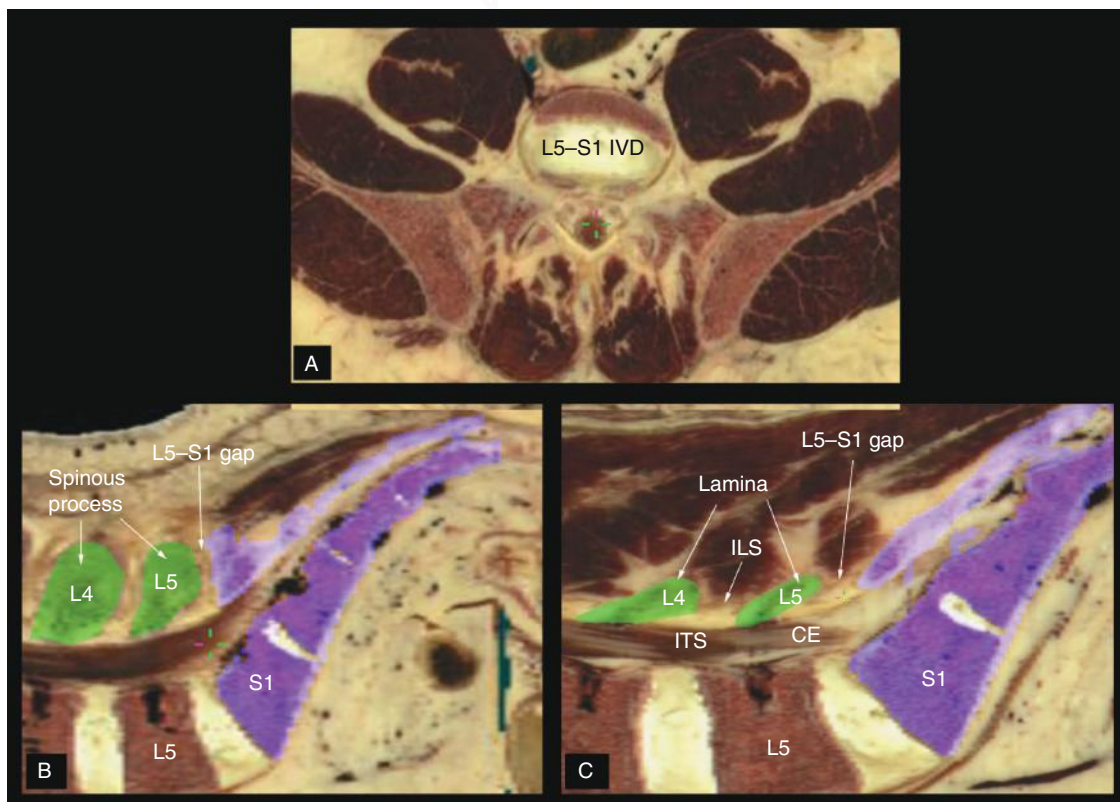 L5–S1 IVD
A
L5–S1 gap
Spinous
process
L4
L5
S1
L5
B
L5–S1 gap
Lamina
ILS
L4
L5
ITS
CE
S1
L5
C